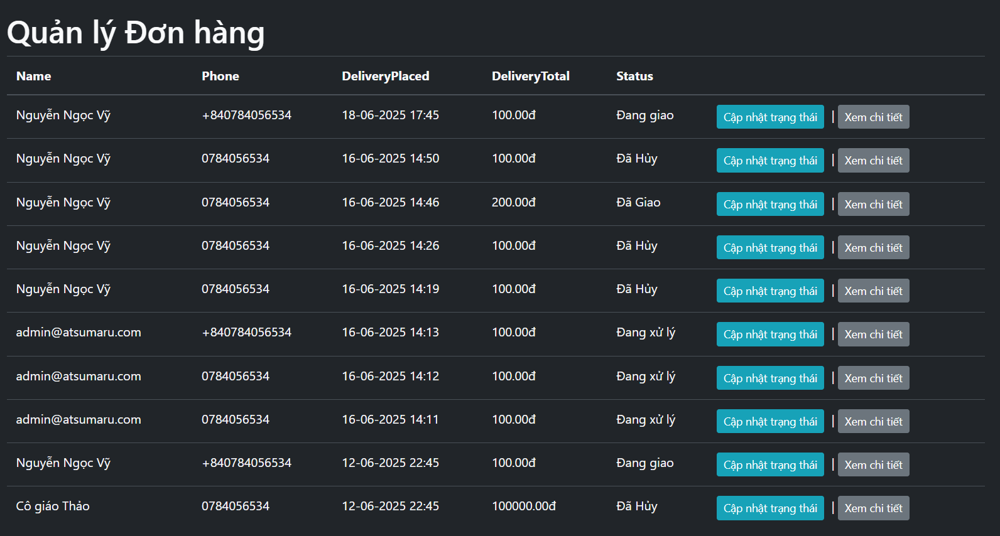 Quản lý Đơn hàng
Name Phone DeliveryPlaced DeliveryTotal Status
Nguyễn Ngọc Vỹ +840784056534 18-06-2025 17:45 100.00đ Đang giao Cập nhật trạng thái | Xem chi tiết
Nguyễn Ngọc Vỹ 0784056534 16-06-2025 14:50 100.00đ Đã Hủy Cập nhật trạng thái | Xem chi tiết
Nguyễn Ngọc Vỹ 0784056534 16-06-2025 14:46 200.00đ Đã Giao Cập nhật trạng thái | Xem chi tiết
Nguyễn Ngọc Vỹ 0784056534 16-06-2025 14:26 100.00đ Đã Hủy Cập nhật trạng thái | Xem chi tiết
Nguyễn Ngọc Vỹ 0784056534 16-06-2025 14:19 100.00đ Đã Hủy Cập nhật trạng thái | Xem chi tiết
admin@atsumaru.com +840784056534 16-06-2025 14:13 100.00đ Đang xử lý Cập nhật trạng thái | Xem chi tiết
admin@atsumaru.com 0784056534 16-06-2025 14:12 100.00đ Đang xử lý Cập nhật trạng thái | Xem chi tiết
admin@atsumaru.com 0784056534 16-06-2025 14:11 100.00đ Đang xử lý Cập nhật trạng thái | Xem chi tiết
Nguyễn Ngọc Vỹ +840784056534 12-06-2025 22:45 100.00đ Đang giao Cập nhật trạng thái | Xem chi tiết
Cô giáo Thảo 0784056534 12-06-2025 22:45 100000.00đ Đã Hủy Cập nhật trạng thái | Xem chi tiết